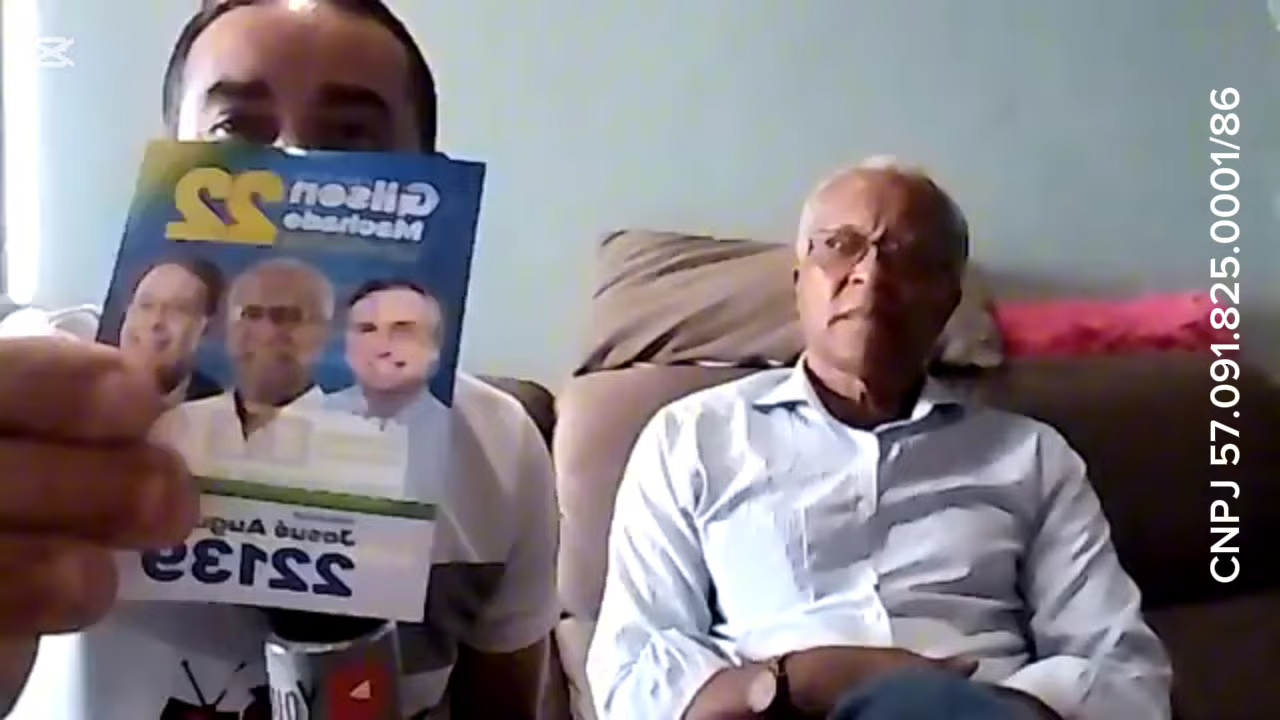 Gilson
Machado
22
Josué Augu
22139
CNPJ 57.091.825.0001/86